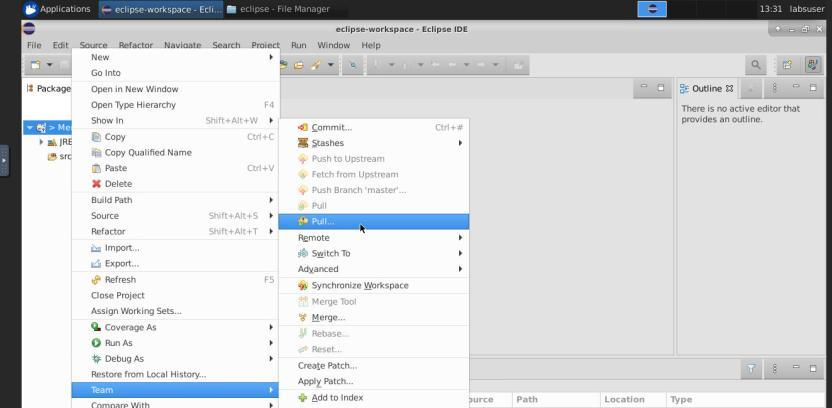 Applications
eclipse-workspace - Ecli...
eclipse - File Manager
13:31
labsuser
eclipse-workspace - Eclipse IDE
File Edit Source Refactor Navigate Search Project Run Window Help
Package
Outline
There is no active editor that
provides an outline.
New
Go Into
Open in New Window
Open Type Hierarchy F4
Show In Shift+Alt+W
Copy Ctrl+C
Copy Qualified Name
Paste Ctrl+V
Delete
Build Path
Source Shift+Alt+S
Refactor Shift+Alt+T
Import...
Export...
Refresh F5
Close Project
Assign Working Sets...
Coverage As
Run As
Debug As
Restore from Local History...
Team
Compare With
Commit... Ctrl+#
Stashes
Push to Upstream
Fetch from Upstream
Push Branch 'master'...
Pull
Pull...
Remote
Switch To
Advanced
Synchronize Workspace
Merge Tool
Merge...
Rebase...
Reset...
Create Patch...
Apply Patch...
Add to Index
Path Location Type